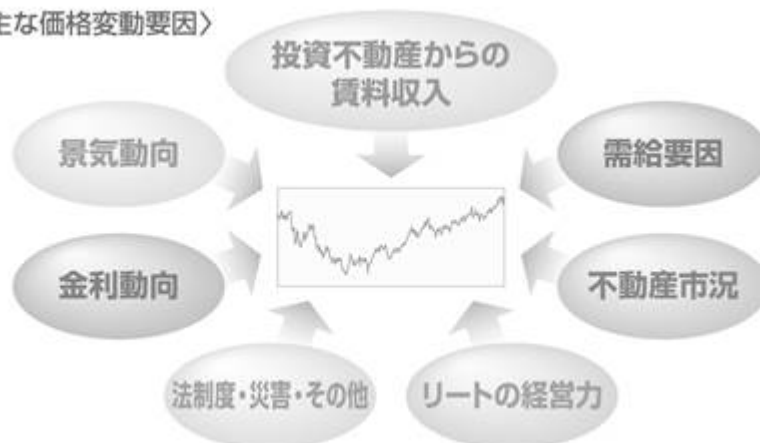 主な価格変動要因〉
投資不動産からの
賃料収入
景気動向
需給要因
金利動向
不動産市況
法制度・災害・その他
リートの経営力